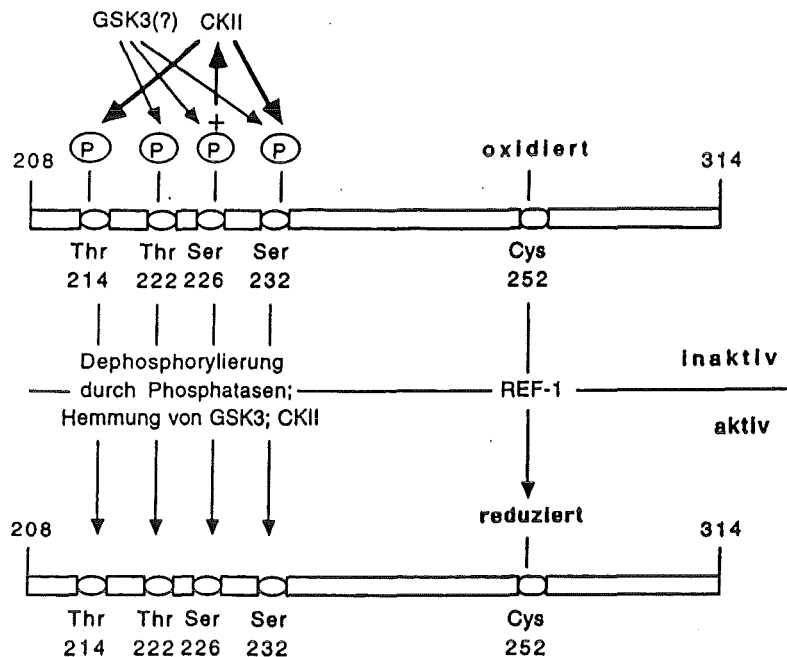 GSK3(?) CKII
+
P P P P
208 oxidiert 314
Thr Thr Ser Ser Cys
214 222 226 232 252
Dephosphorylierung
inaktiv
durch Phosphatasen; REF-1
Hemmung von GSK3; CKII
aktiv
reduziert
208 314
Thr Thr Ser Ser Cys
214 222 226 232 252